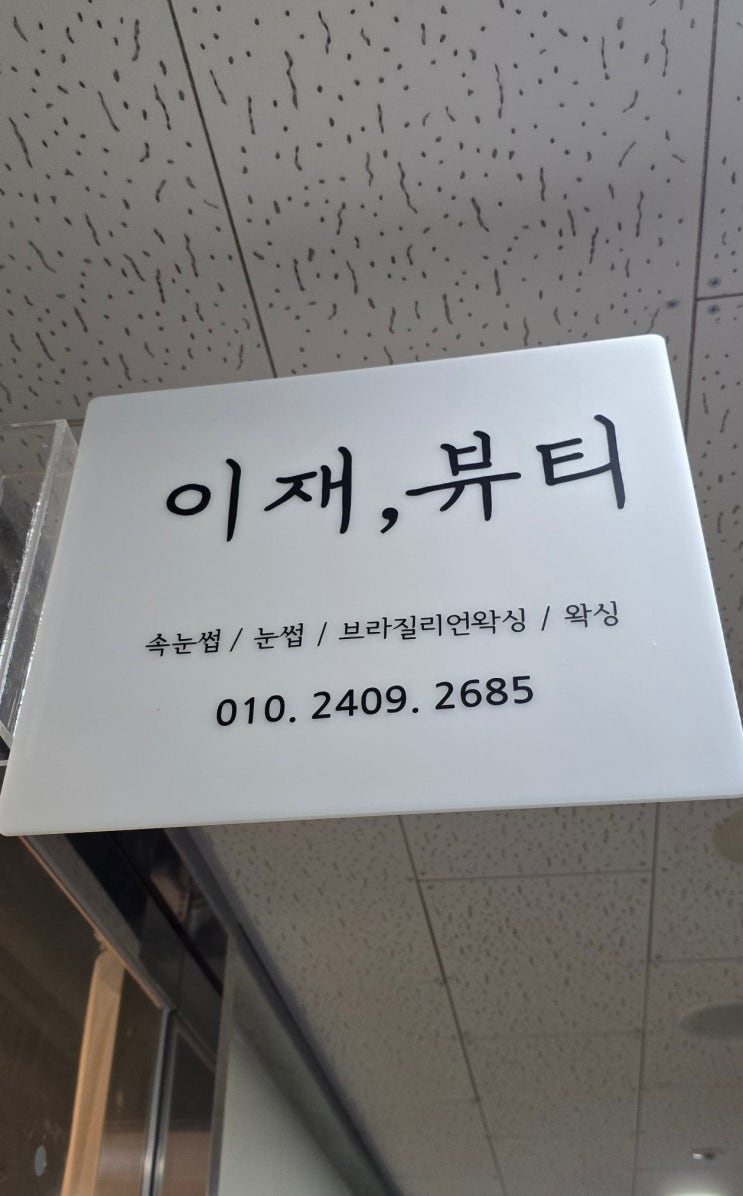 이재,뷰티
속눈썹 / 눈썹 / 브라질리언왁싱 / 왁싱
010. 2409. 2685